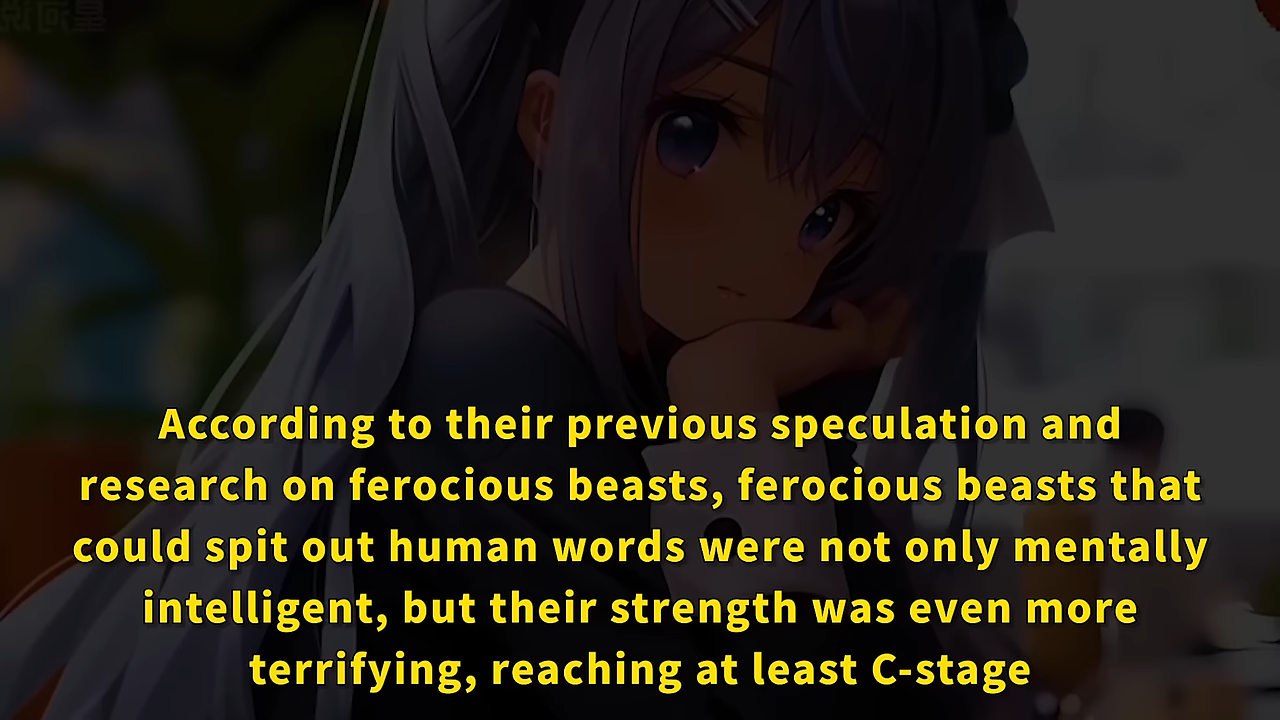 According to their previous speculation and
research on ferocious beasts, ferocious beasts that
could spit out human words were not only mentally
intelligent, but their strength was even more
terrifying, reaching at least C-stage